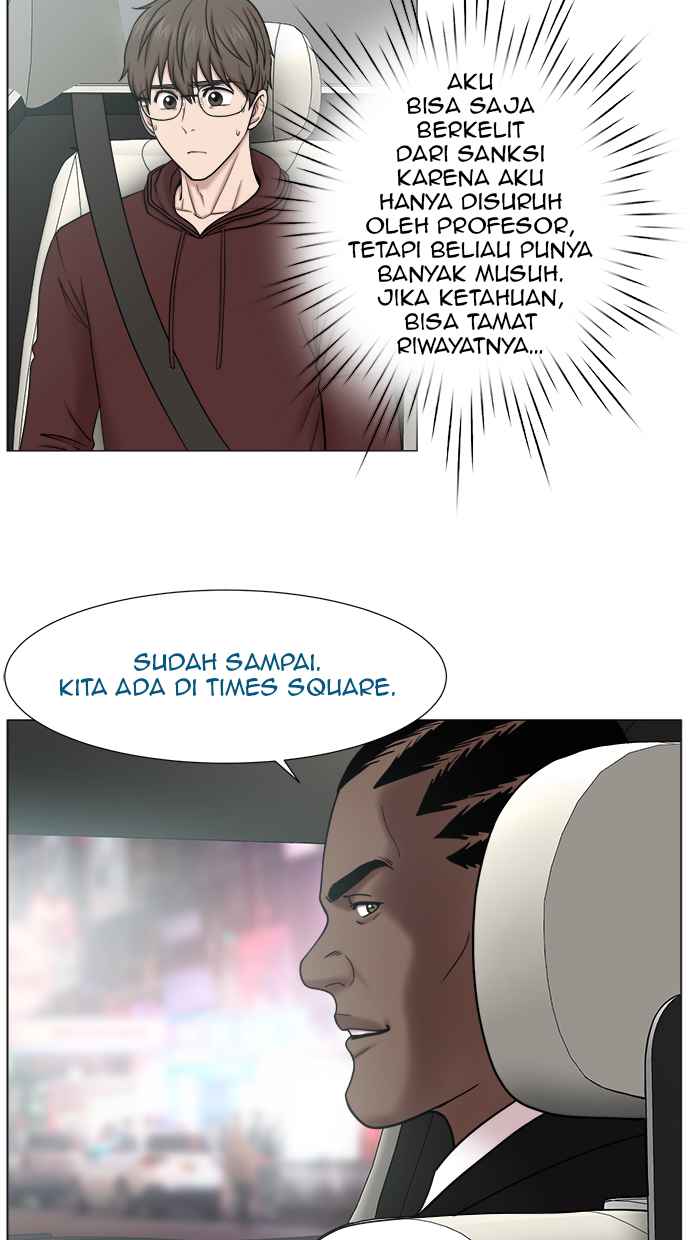 AKU
BISA SAJA
BERKELIT
DARI SANKSI
KARENA AKU
HANYA DISURUH
OLEH PROFESOR,
TETAPI BELIAU PUNYA
BANYAK MUSUH.
JIKA KETAHUAN,
BISA TAMAT
RIWAYATNYA...
SUDAH SAMPAI.
KITA ADA DI TIMES SQUARE.